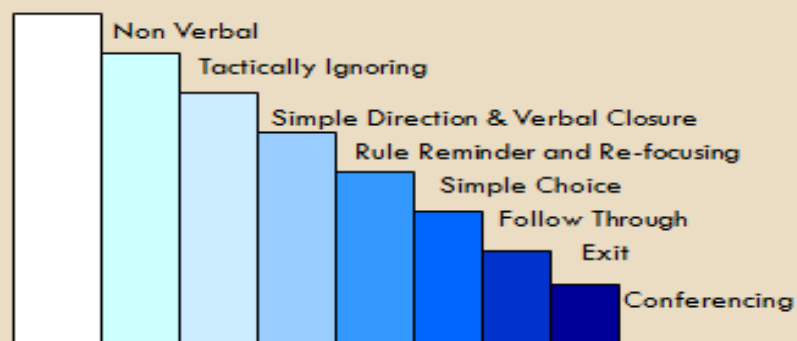 Non Verbal
Tactically Ignoring
Simple Direction & Verbal Closure
Rule Reminder and Re-focusing
Simple Choice
Follow Through
Exit
Conferencing